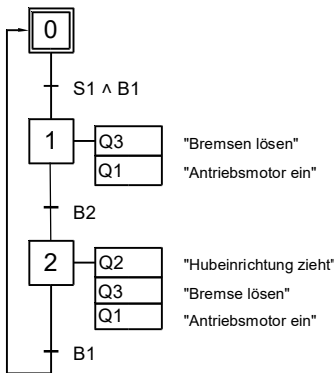 0
S1 ∧ B1
1
Q3 "Bremsen lösen"
Q1 "Antriebsmotor ein"
B2
2
Q2 "Hubeinrichtung zieht"
Q3 "Bremse lösen"
Q1 "Antriebsmotor ein"
B1